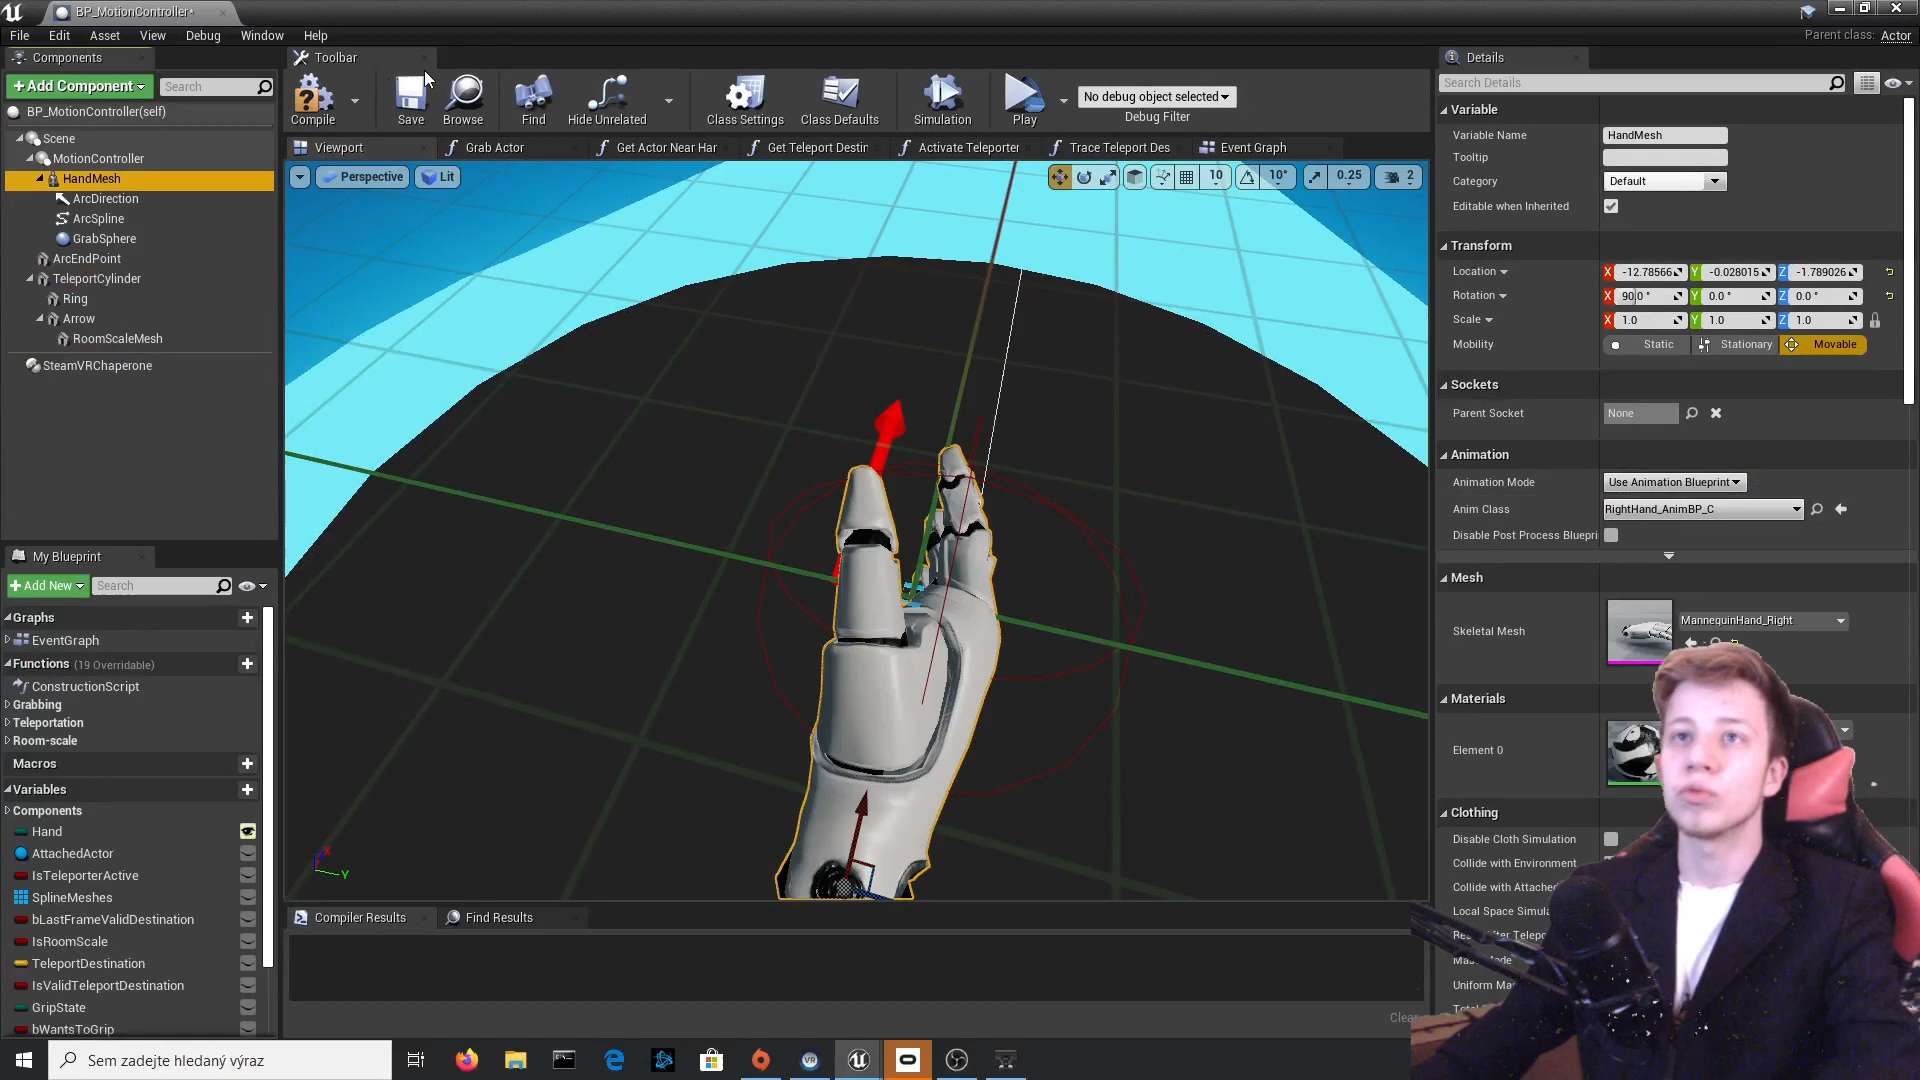 BP_MotionController*
File Edit Asset View Debug Window Help
Parent class: Actor
Components
+ Add Component
Search
BP_MotionController(self)
Scene
MotionController
HandMesh
ArcDirection
ArcSpline
GrabSphere
ArcEndPoint
TeleportCylinder
Ring
Arrow
RoomScaleMesh
SteamVRChaperone
My Blueprint
+ Add New
Search
Graphs
EventGraph
Functions (19 Overridable)
ConstructionScript
Grabbing
Teleportation
Room-scale
Macros
Variables
Components
Hand
AttachedActor
IsTeleporterActive
SplineMeshes
bLastFrameValidDestination
IsRoomScale
TeleportDestination
IsValidTeleportDestination
GripState
bWantsToGrip
Toolbar
Compile Save Browse Find Hide Unrelated Class Settings Class Defaults Simulation Play
No debug object selected
Debug Filter
Viewport Grab Actor Get Actor Near Har Get Teleport Destir Activate Teleporter Trace Teleport Des Event Graph
Perspective Lit 10 10° 0.25 2
X Y
Compiler Results Find Results
Clear
Details
Search Details
Variable
Variable Name HandMesh
Tooltip
Category Default
Editable when Inherited
Transform
Location X -12.78566 Y -0.028015 Z -1.789026
Rotation X 90.0 ° Y 0.0 ° Z 0.0 °
Scale X 1.0 Y 1.0 Z 1.0
Mobility Static Stationary Movable
Sockets
Parent Socket None
Animation
Animation Mode Use Animation Blueprint
Anim Class RightHand_AnimBP_C
Disable Post Process Bluepri
Mesh
Skeletal Mesh MannequinHand_Right
Materials
Element 0
Clothing
Disable Cloth Simulation
Collide with Environment
Collide with Attached
Local Space Simula
Uniform Ma
Sem zadejte hledaný výraz